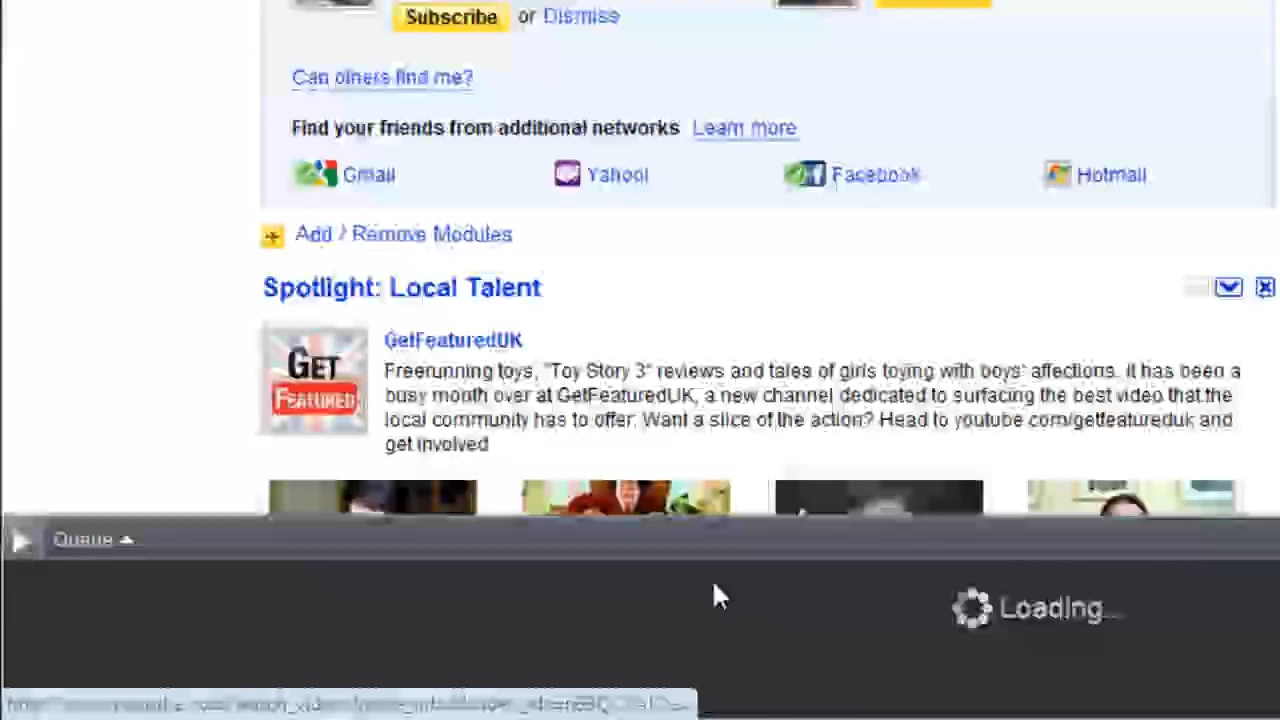 Subscribe or Dismiss
Can others find me?
Find your friends from additional networks Learn more
Gmail Yahoo! Facebook Hotmail
Add / Remove Modules
Spotlight: Local Talent
GET
FEATURED
GetFeaturedUK
Freerunning toys, "Toy Story 3" reviews and tales of girls toying with boys' affections. It has been a
busy month over at GetFeaturedUK, a new channel dedicated to surfacing the best video that the
local community has to offer. Want a slice of the action? Head to youtube.com/getfeatureduk and
get involved
Queue
Loading...